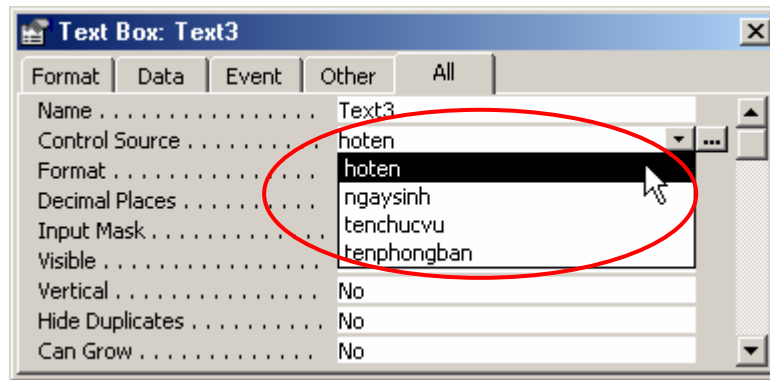 Text Box: Text3
Format Data Event Other All
Name . . . . . . . . . . . . . . . . Text3
Control Source . . . . . . . . . hoten ...
Format . . . . . . . . . . . . . . . hoten
Decimal Places . . . . . . . . . ngaysinh
Input Mask . . . . . . . . . . . . tenchucvu
Visible . . . . . . . . . . . . . . . tenphongban
Vertical . . . . . . . . . . . . . . No
Hide Duplicates . . . . . . . . No
Can Grow . . . . . . . . . . . . No